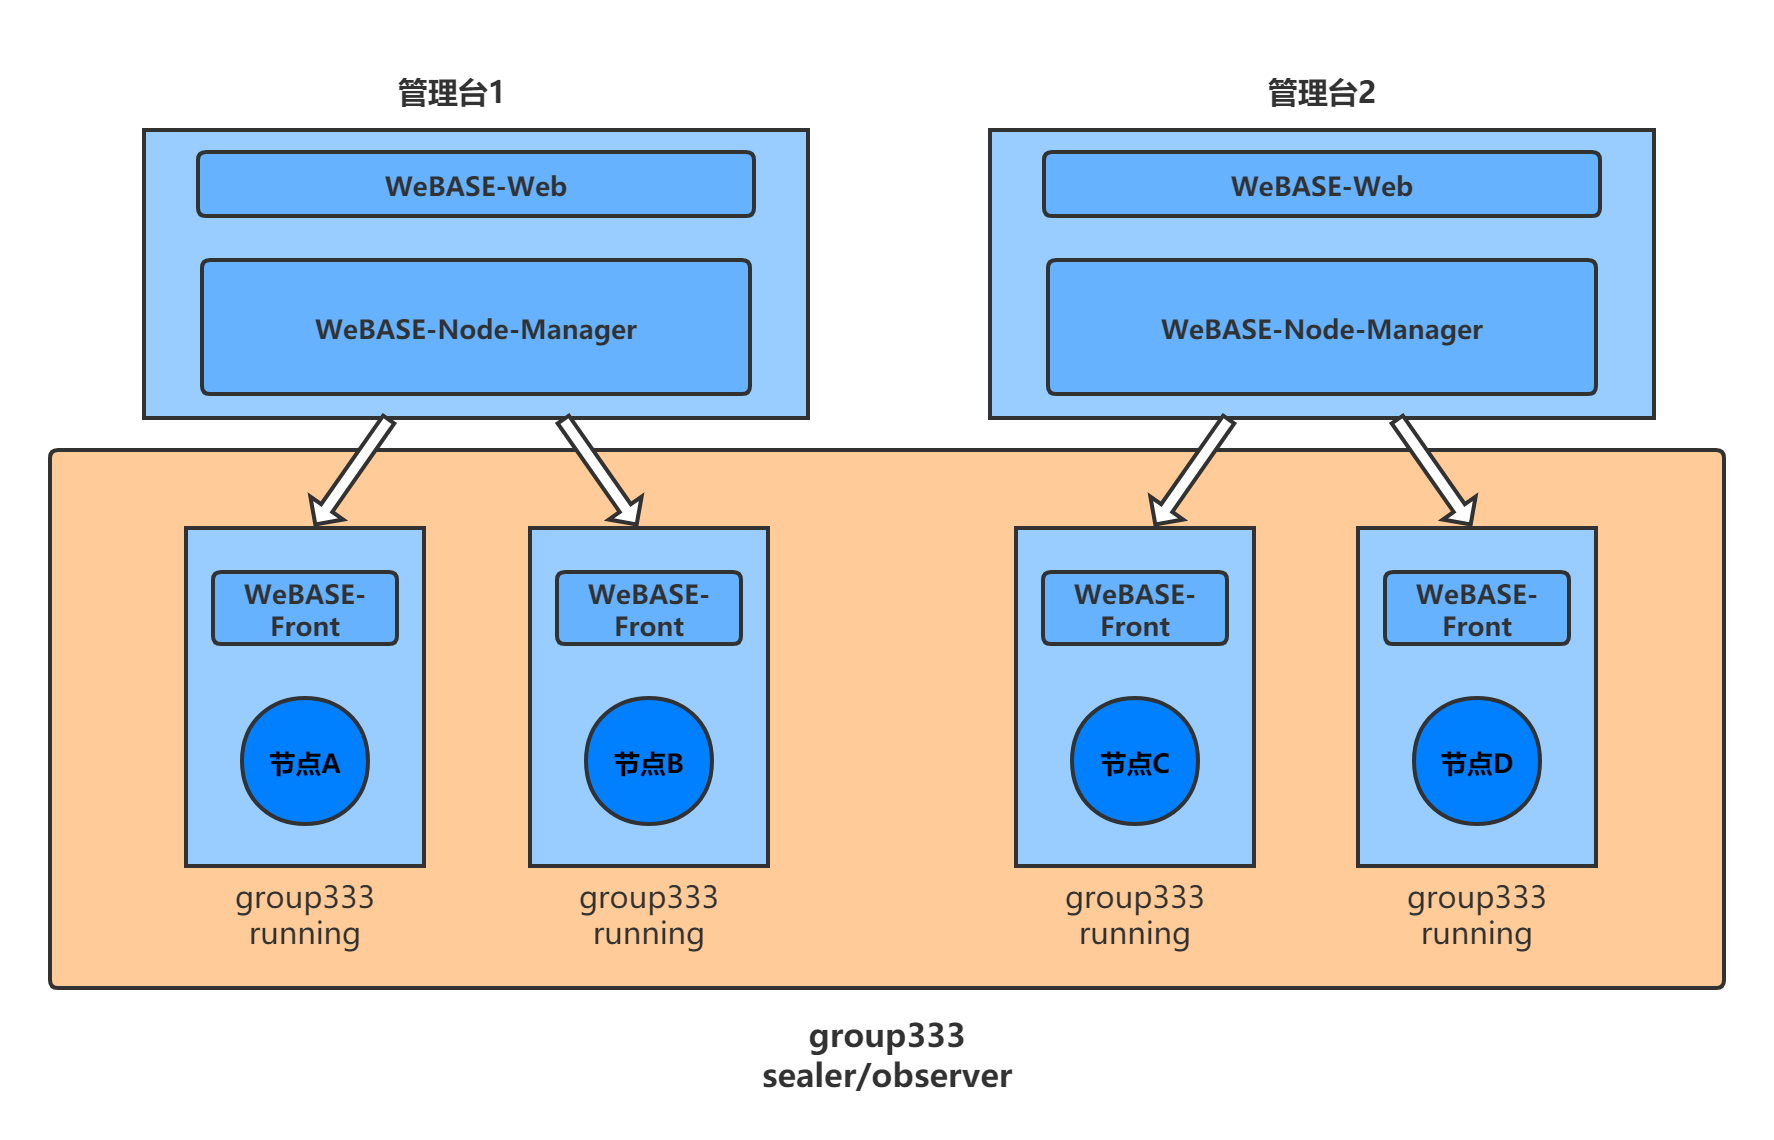 管理台1
管理台2
WeBASE-Web
WeBASE-Web
WeBASE-Node-Manager
WeBASE-Node-Manager
WeBASE-
Front
WeBASE-
Front
WeBASE-
Front
WeBASE-
Front
节点A
节点B
节点C
节点D
group333
running
group333
running
group333
running
group333
running
group333
sealer/observer